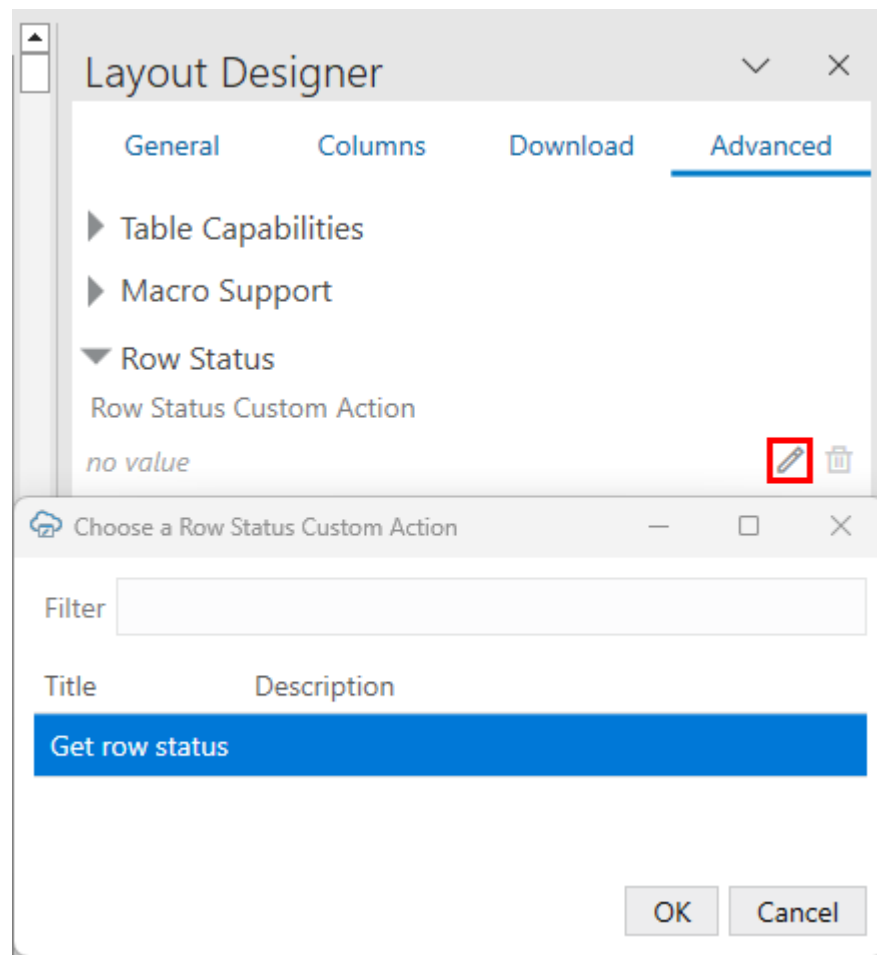 Layout Designer
General Columns Download Advanced
Table Capabilities
Macro Support
Row Status
Row Status Custom Action
no value
Choose a Row Status Custom Action
Filter
Title Description
Get row status
OK Cancel